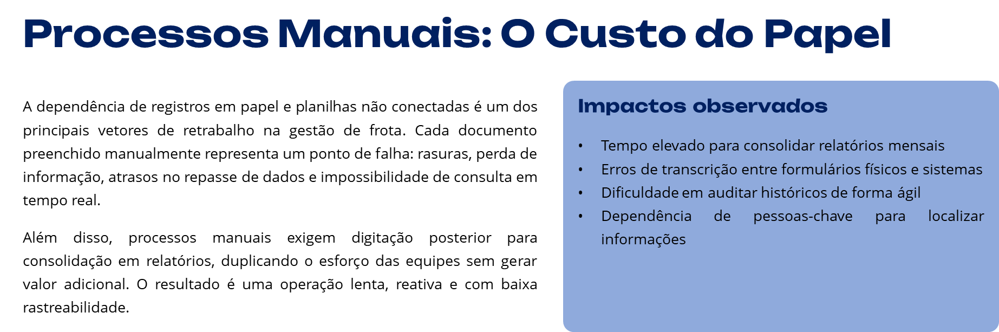 Processos Manuais: O Custo do Papel
A dependência de registros em papel e planilhas não conectadas é um dos
principais vetores de retrabalho na gestão de frota. Cada documento
preenchido manualmente representa um ponto de falha: rasuras, perda de
informação, atrasos no repasse de dados e impossibilidade de consulta em
tempo real.
Além disso, processos manuais exigem digitação posterior para
consolidação em relatórios, duplicando o esforço das equipes sem gerar
valor adicional. O resultado é uma operação lenta, reativa e com baixa
rastreabilidade.
Impactos observados
• Tempo elevado para consolidar relatórios mensais
• Erros de transcrição entre formulários físicos e sistemas
• Dificuldade em auditar históricos de forma ágil
• Dependência de pessoas-chave para localizar
informações